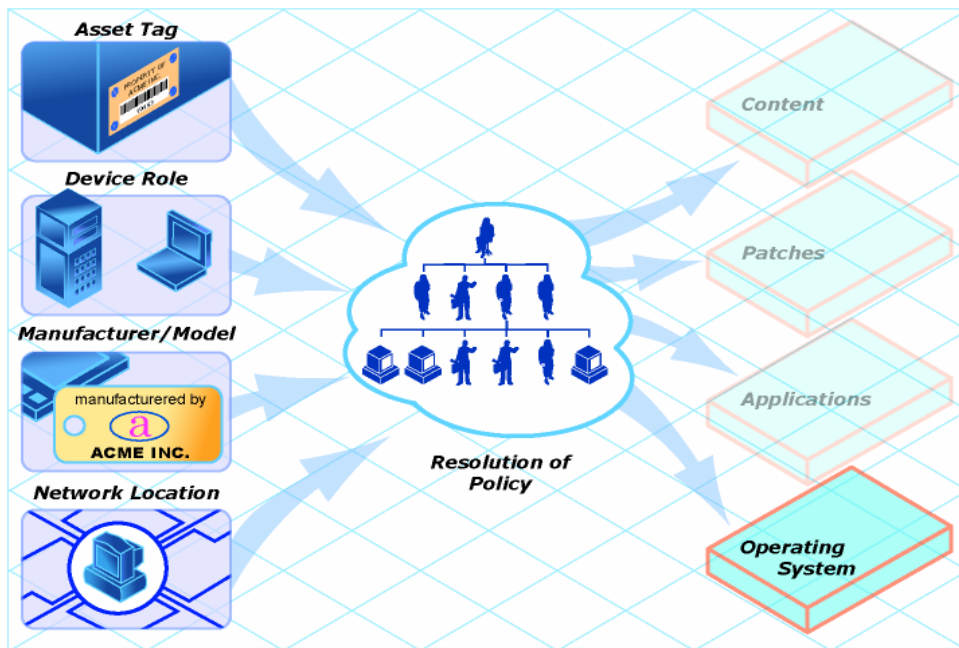 Asset Tag
PROPERTY OF
ACME INC.
Device Role
Manufacturer/Model
manufacturered by
a
ACME INC.
Network Location
Resolution of
Policy
Content
Patches
Applications
Operating
System